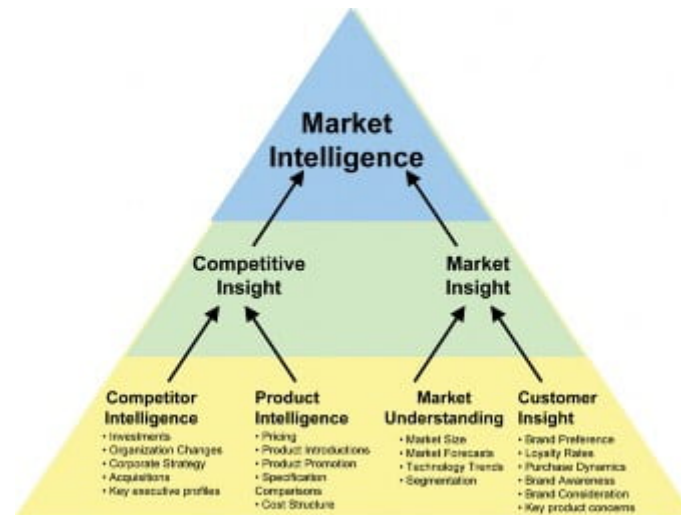 Market
Intelligence
Competitive
Insight
Market
Insight
Competitor
Intelligence
• Investments
• Organization Changes
• Corporate Strategy
• Acquisitions
• Key executive profiles
Product
Intelligence
• Pricing
• Product Introductions
• Product Promotion
• Specification
Comparisons
• Cost Structure
Market
Understanding
• Market Size
• Market Forecasts
• Technology Trends
• Segmentation
Customer
Insight
• Brand Preference
• Loyalty Rates
• Purchase Dynamics
• Brand Awareness
• Brand Consideration
• Key product concerns